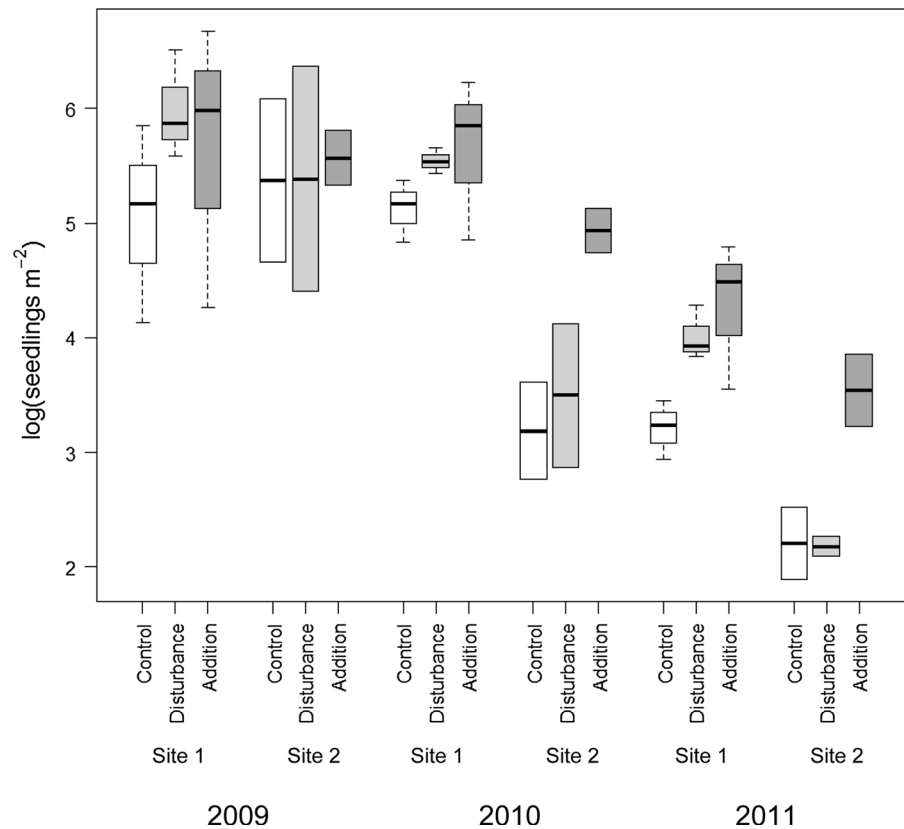 log(seedlings m⁻²)
6
5
4
3
2
Control
Disturbance
Addition
Control
Disturbance
Addition
Control
Disturbance
Addition
Control
Disturbance
Addition
Control
Disturbance
Addition
Control
Disturbance
Addition
Site 1 Site 2 Site 1 Site 2 Site 1 Site 2
2009 2010 2011